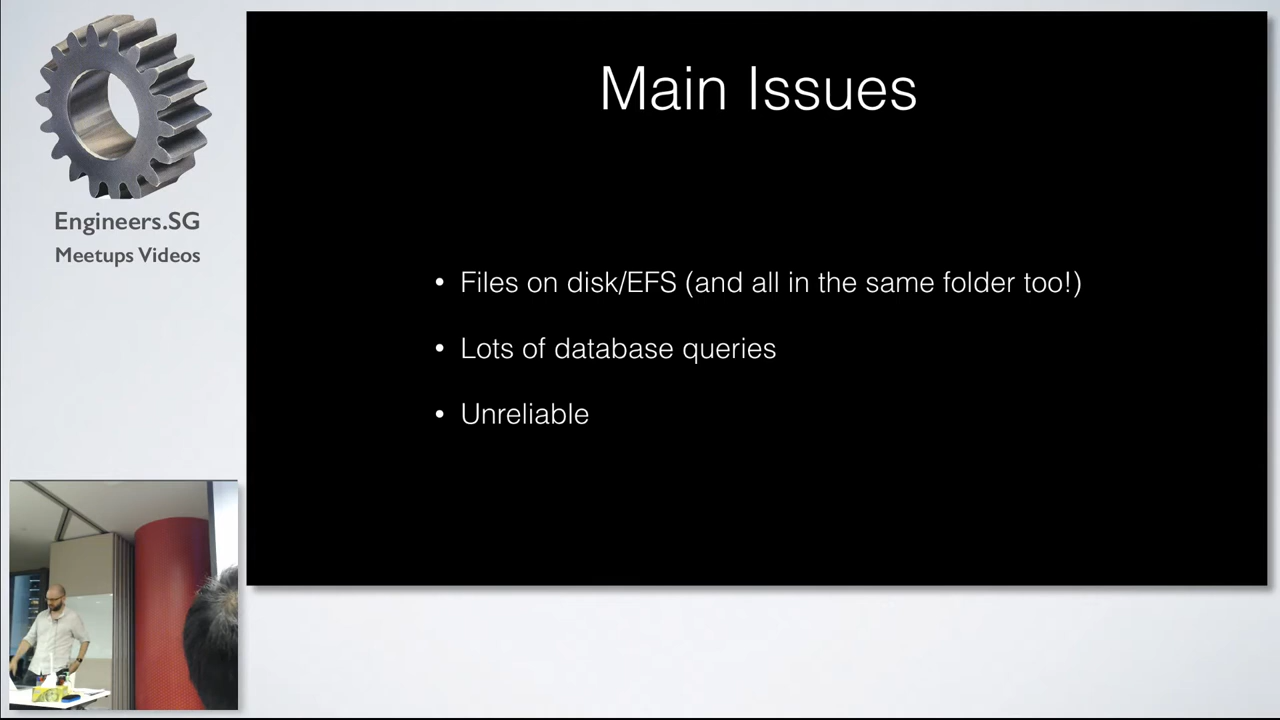 Engineers.SG
Meetups Videos
Main Issues
• Files on disk/EFS (and all in the same folder too!)
• Lots of database queries
• Unreliable